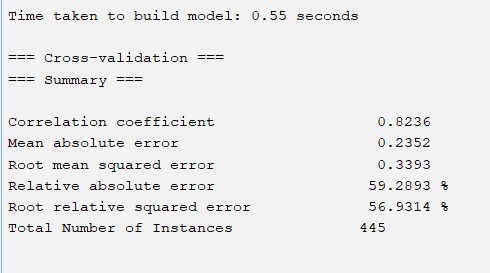 Time taken to build model: 0.55 seconds
=== Cross-validation ===
=== Summary ===
Correlation coefficient 0.8236
Mean absolute error 0.2352
Root mean squared error 0.3393
Relative absolute error 59.2893 %
Root relative squared error 56.9314 %
Total Number of Instances 445